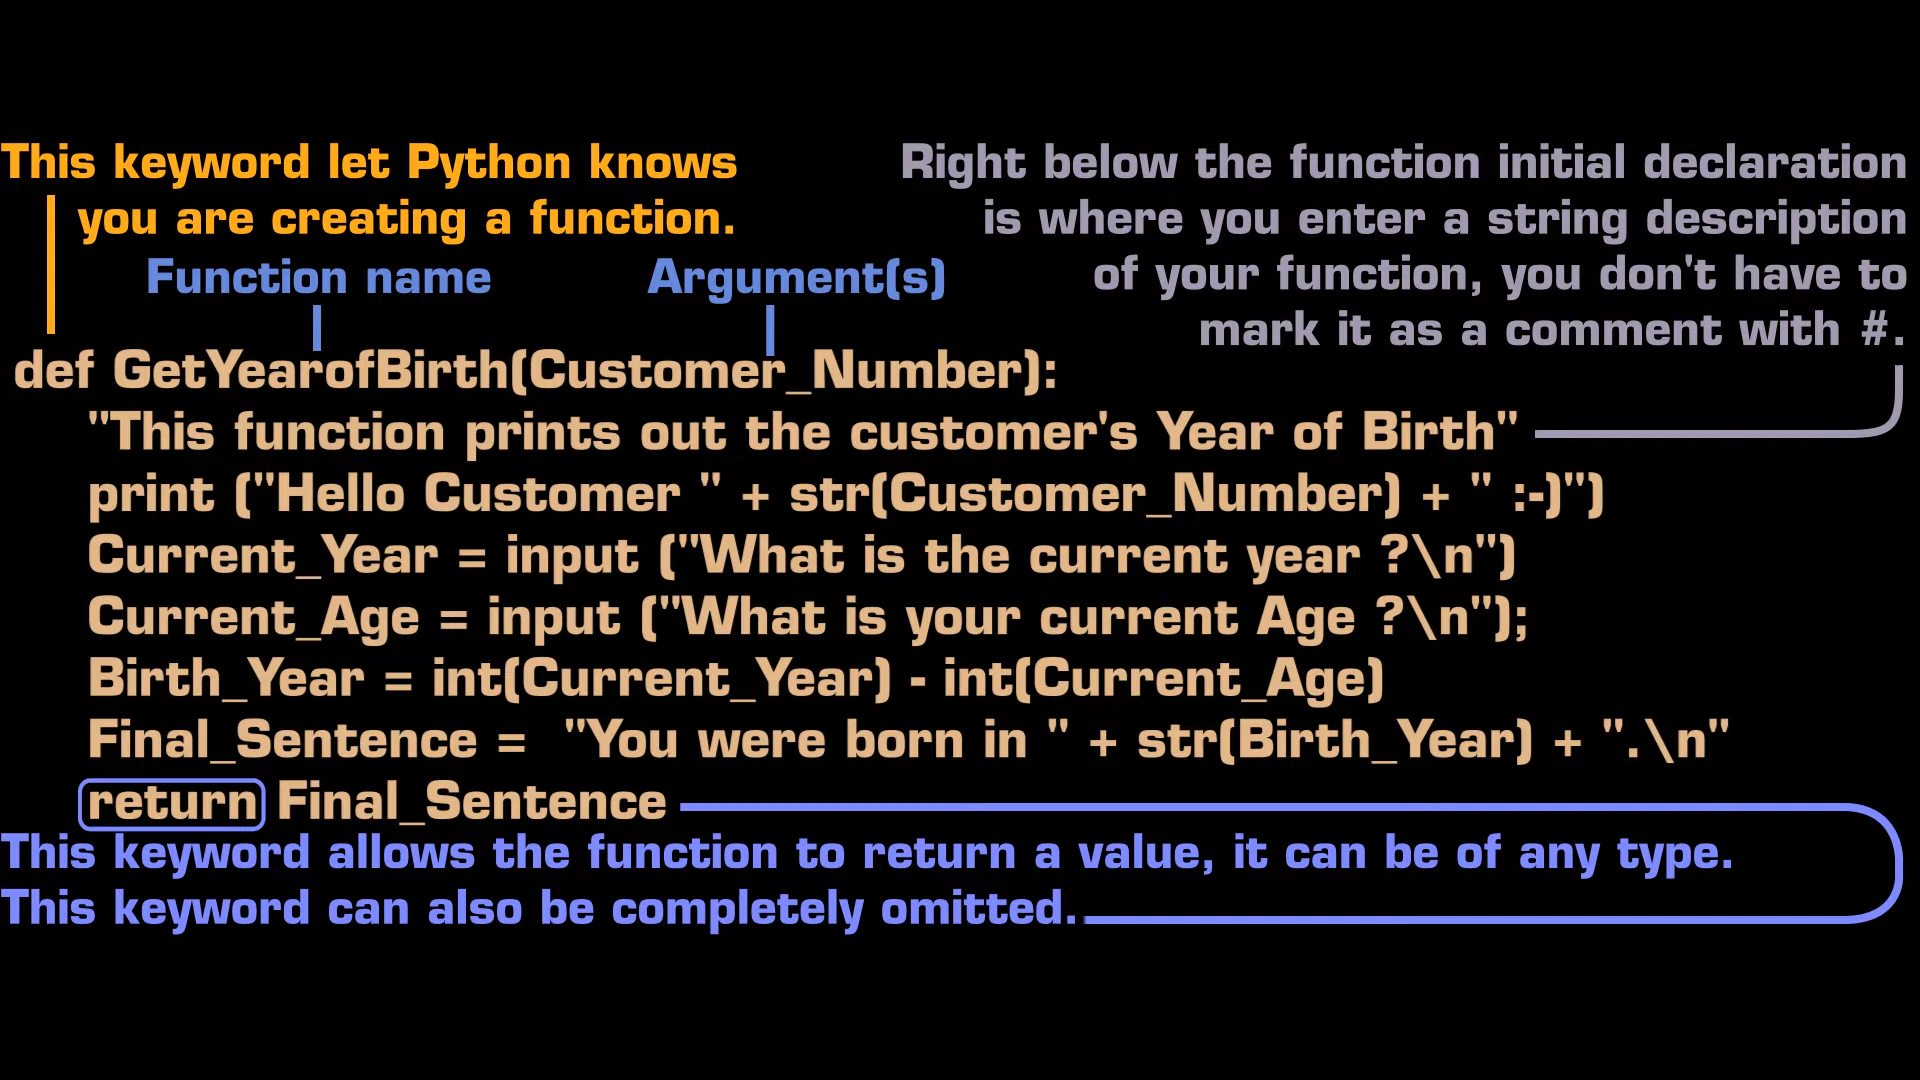 This keyword let Python knows
you are creating a function.
Right below the function initial declaration
is where you enter a string description
of your function, you don't have to
mark it as a comment with #.
Function name
Argument(s)
def GetYearofBirth(Customer_Number):
"This function prints out the customer's Year of Birth"
print ("Hello Customer " + str(Customer_Number) + " :-)")
Current_Year = input ("What is the current year ?\n")
Current_Age = input ("What is your current Age ?\n");
Birth_Year = int(Current_Year) - int(Current_Age)
Final_Sentence =  "You were born in " + str(Birth_Year) + ".\n"
return Final_Sentence
This keyword allows the function to return a value, it can be of any type.
This keyword can also be completely omitted.